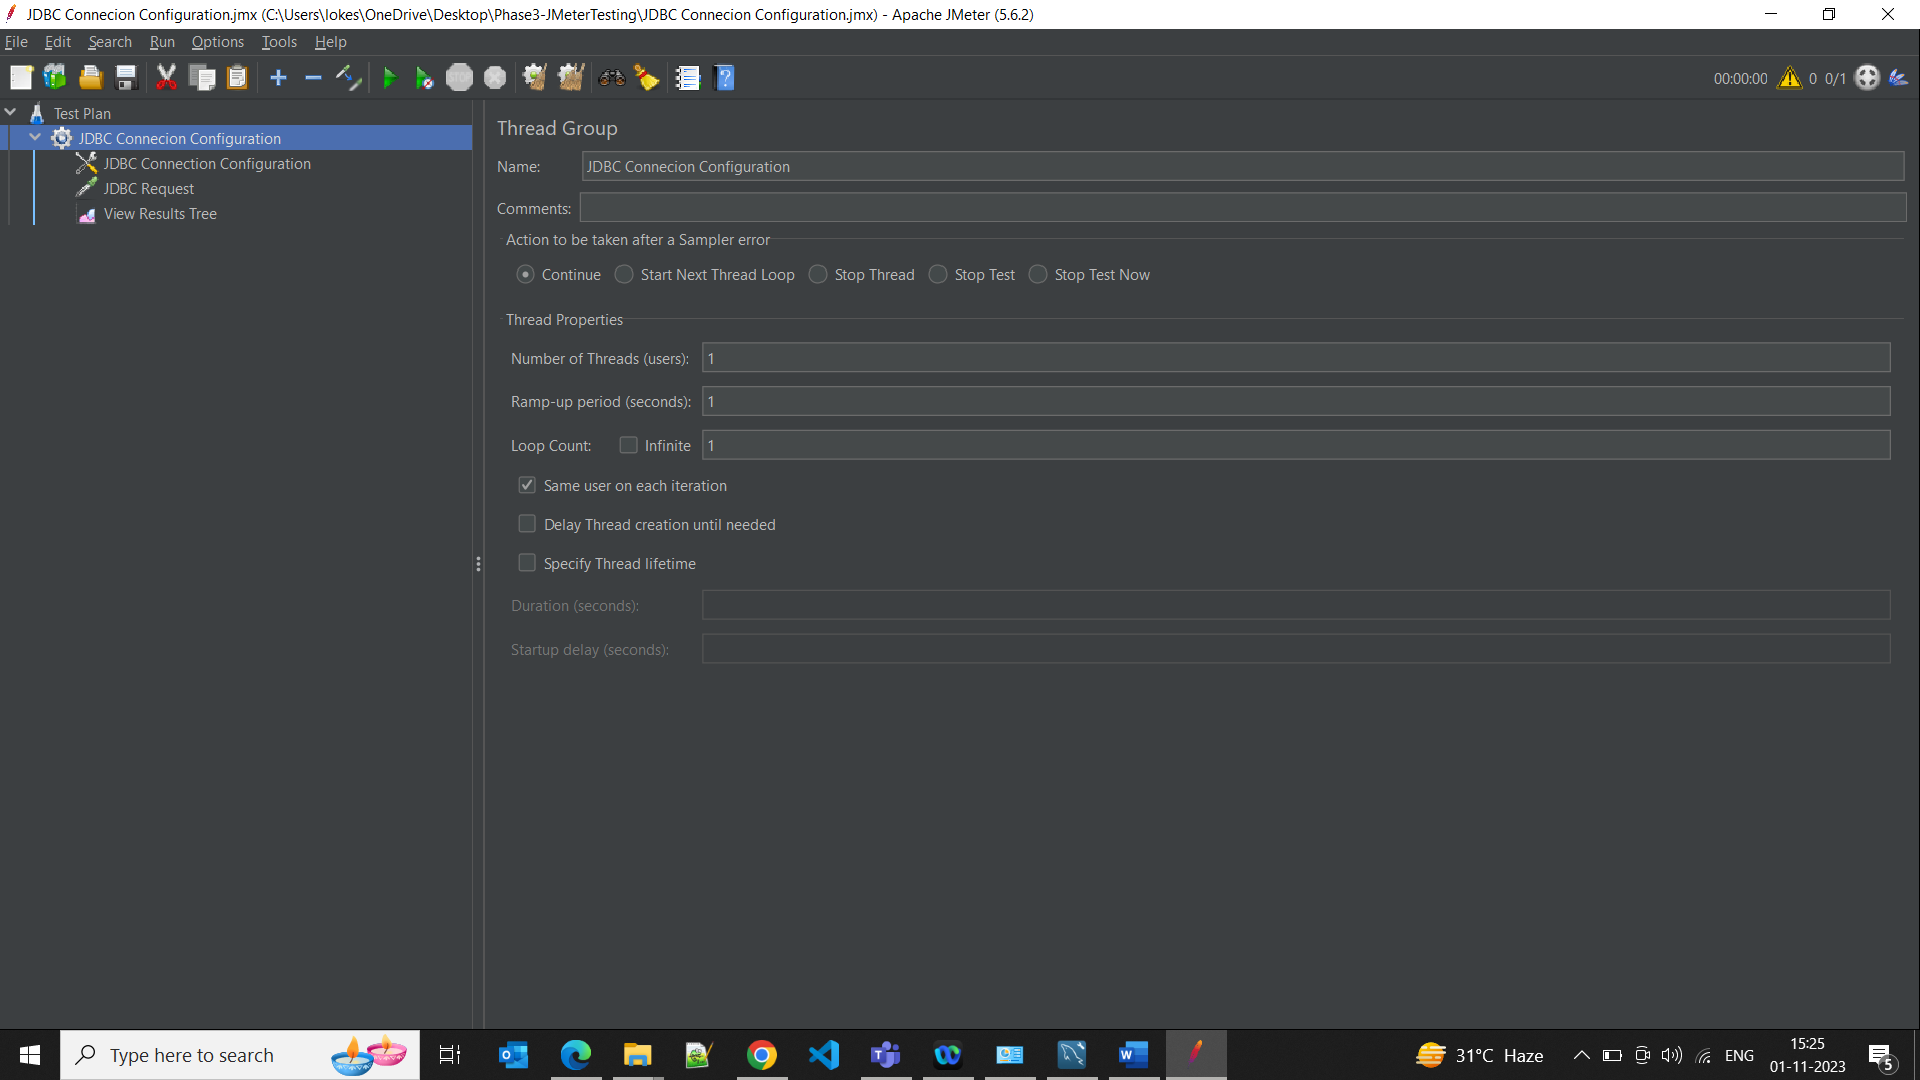 JDBC Connecion Configuration.jmx (C:\Users\lokes\OneDrive\Desktop\Phase3-JMeterTesting\JDBC Connecion Configuration.jmx) - Apache JMeter (5.6.2)
File Edit Search Run Options Tools Help
STOP
00:00:00 0 0/1
Test Plan
JDBC Connecion Configuration
JDBC Connection Configuration
JDBC Request
View Results Tree
Thread Group
Name: JDBC Connecion Configuration
Comments:
Action to be taken after a Sampler error
Continue Start Next Thread Loop Stop Thread Stop Test Stop Test Now
Thread Properties
Number of Threads (users): 1
Ramp-up period (seconds): 1
Loop Count: Infinite 1
Same user on each iteration
Delay Thread creation until needed
Specify Thread lifetime
Duration (seconds):
Startup delay (seconds):
Type here to search
31°C Haze
ENG
15:25
01-11-2023
5